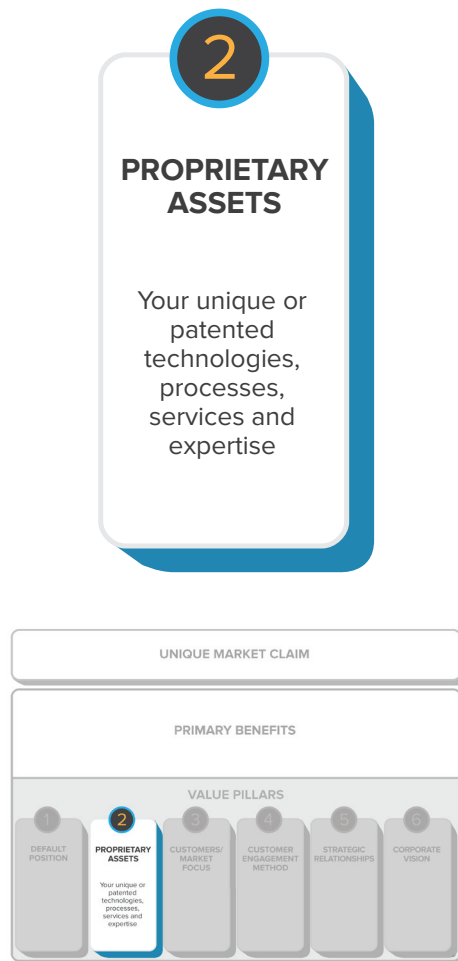 2
PROPRIETARY
ASSETS
Your unique or
patented
technologies,
processes,
services and
expertise
UNIQUE MARKET CLAIM
PRIMARY BENEFITS
VALUE PILLARS
1
DEFAULT
POSITION
2
PROPRIETARY
ASSETS
Your unique or
patented
technologies,
processes,
services and
expertise
3
CUSTOMERS/
MARKET
FOCUS
4
CUSTOMER
ENGAGEMENT
METHOD
5
STRATEGIC
RELATIONSHIPS
6
CORPORATE
VISION